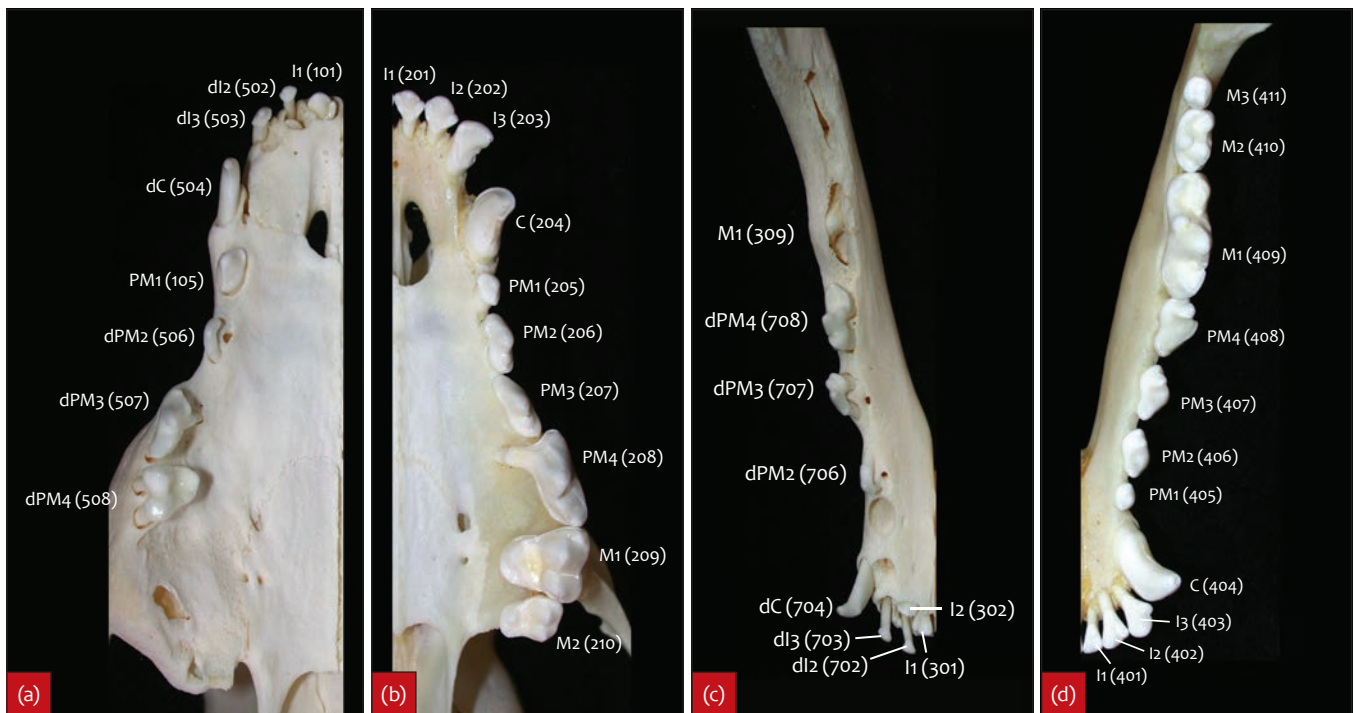 I1 (101)
dI2 (502)
dI3 (503)
dC (504)
PM1 (105)
dPM2 (506)
dPM3 (507)
dPM4 (508)
(a)
I1 (201)
I2 (202)
I3 (203)
C (204)
PM1 (205)
PM2 (206)
PM3 (207)
PM4 (208)
M1 (209)
M2 (210)
(b)
M1 (309)
dPM4 (708)
dPM3 (707)
dPM2 (706)
dC (704)
I2 (302)
dI3 (703)
dI2 (702)
I1 (301)
(c)
M3 (411)
M2 (410)
M1 (409)
PM4 (408)
PM3 (407)
PM2 (406)
PM1 (405)
C (404)
I3 (403)
I2 (402)
I1 (401)
(d)